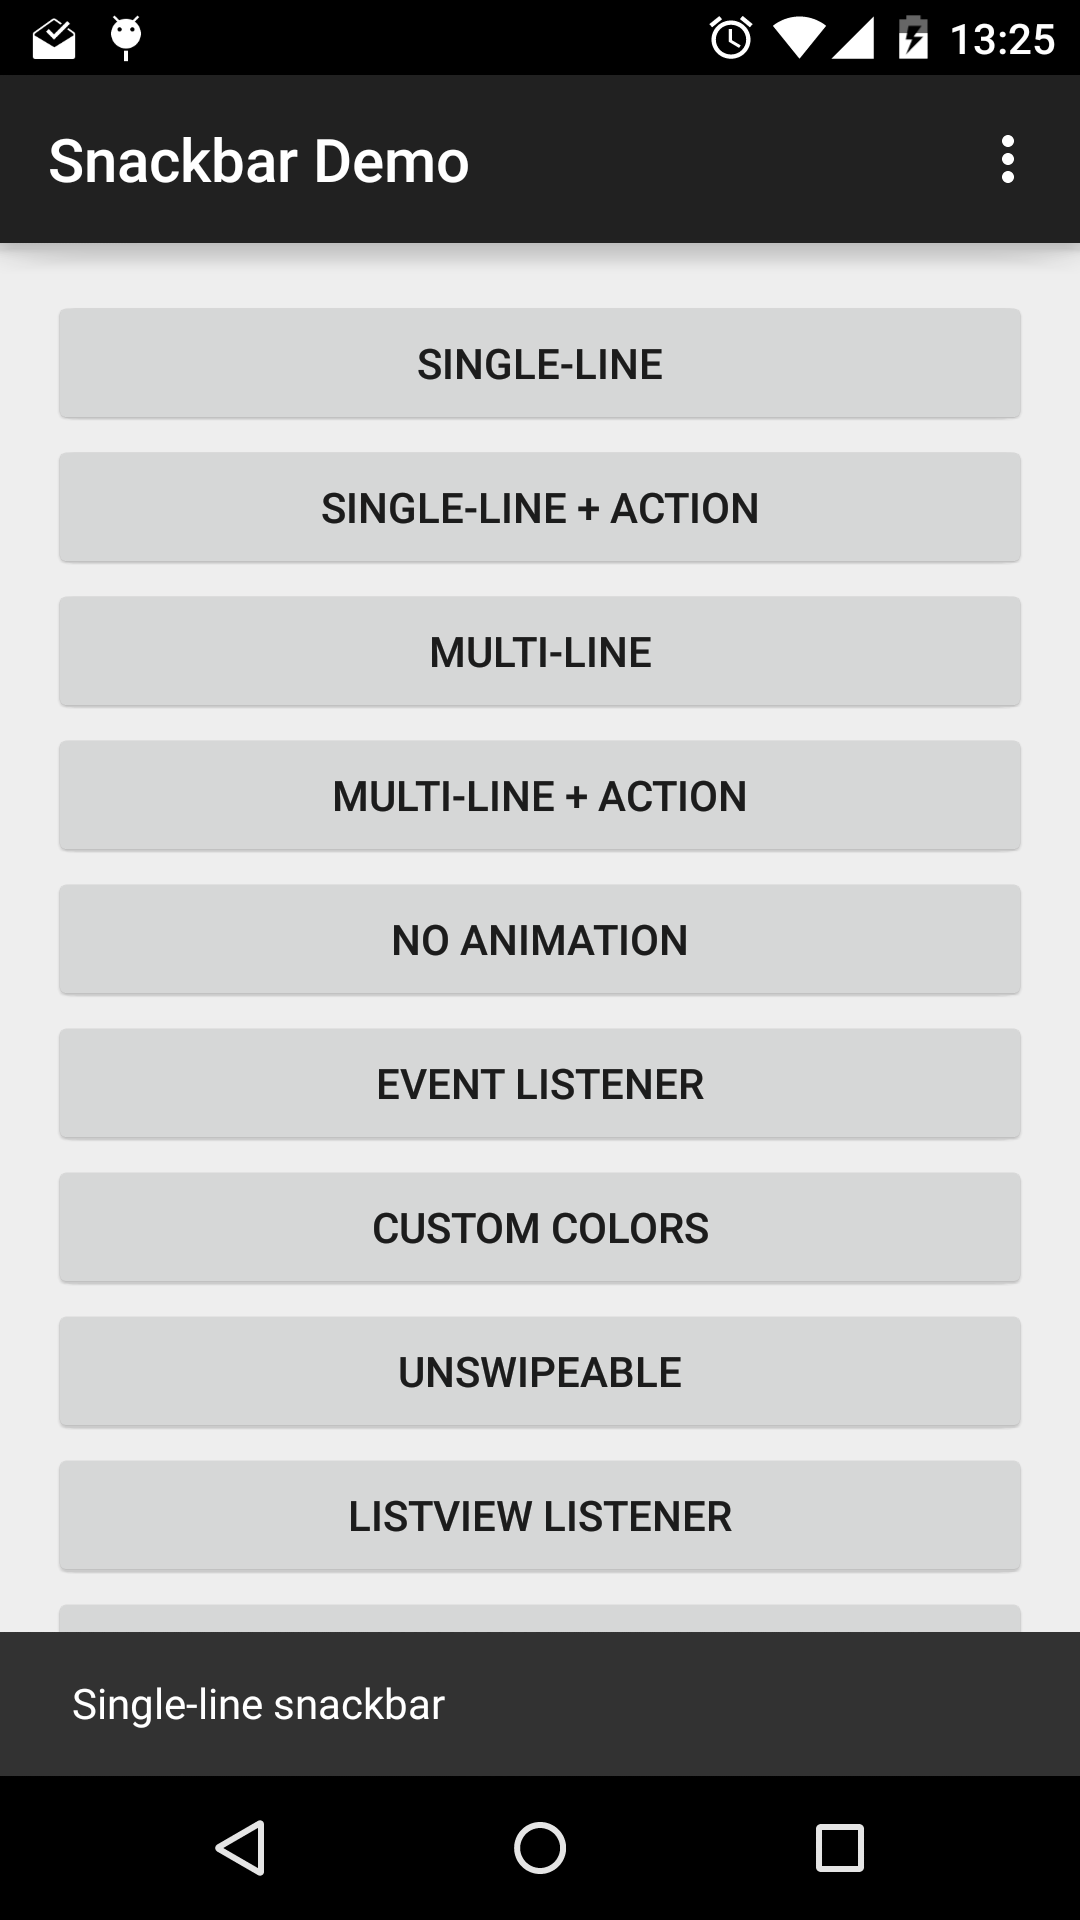 13:25
Snackbar Demo
SINGLE-LINE
SINGLE-LINE + ACTION
MULTI-LINE
MULTI-LINE + ACTION
NO ANIMATION
EVENT LISTENER
CUSTOM COLORS
UNSWIPEABLE
LISTVIEW LISTENER
Single-line snackbar